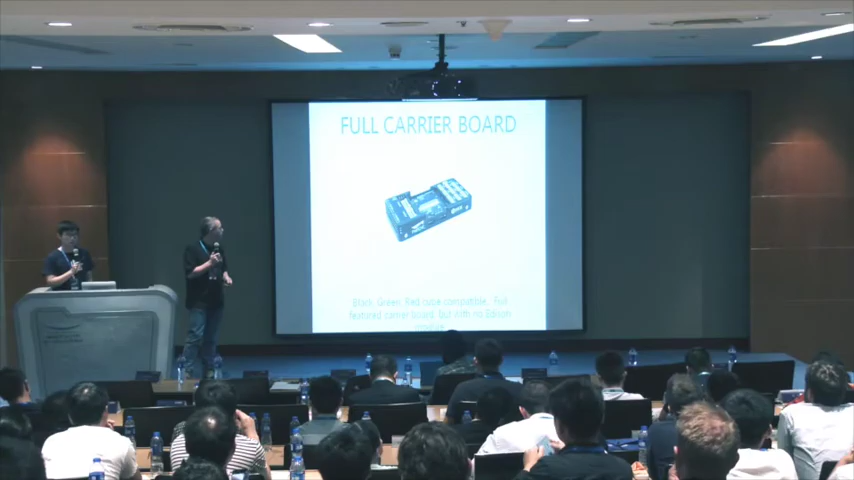 FULL CARRIER BOARD
Black, Green, Red cube compatible. Full
featured carrier board, but with no Edison